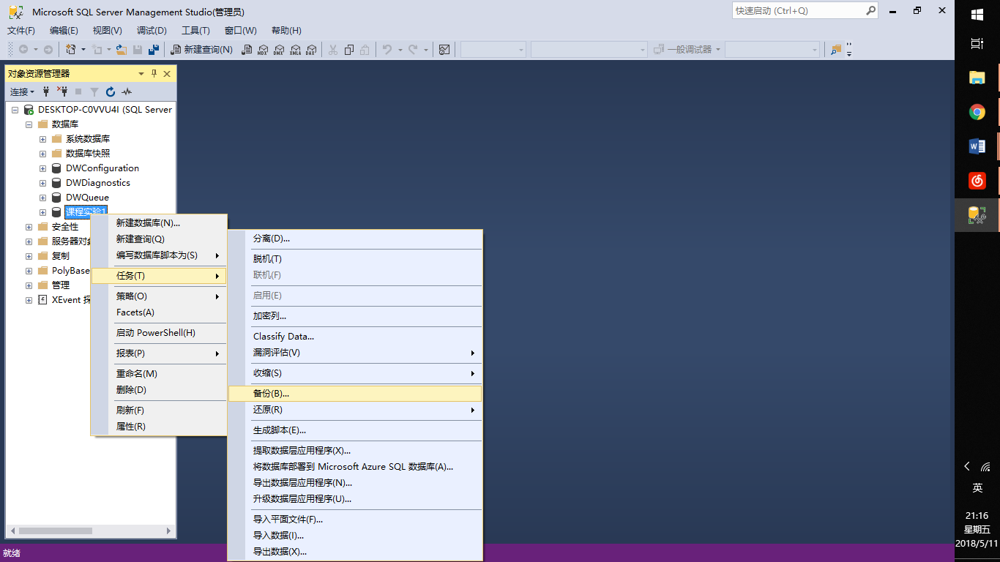 Microsoft SQL Server Management Studio(管理员)
快速启动 (Ctrl+Q)
文件(F) 编辑(E) 视图(V) 调试(D) 工具(T) 窗口(W) 帮助(H)
新建查询(N) MDX DMX XMLA DAX 一般调试器
对象资源管理器
连接
DESKTOP-C0VVU4I (SQL Server
数据库
系统数据库
数据库快照
DWConfiguration
DWDiagnostics
DWQueue
课程实验1
安全性
服务器对象
复制
PolyBase
管理
XEvent 探
新建数据库(N)...
新建查询(Q)
编写数据库脚本为(S)
任务(T)
策略(O)
Facets(A)
启动 PowerShell(H)
报表(P)
重命名(M)
删除(D)
刷新(F)
属性(R)
分离(D)...
脱机(T)
联机(F)
启用(E)
加密列...
Classify Data...
漏洞评估(V)
收缩(S)
备份(B)...
还原(R)
生成脚本(E)...
提取数据层应用程序(X)...
将数据库部署到 Microsoft Azure SQL 数据库(A)...
导出数据层应用程序(N)...
升级数据层应用程序(U)...
导入平面文件(F)...
导入数据(I)...
导出数据(X)...
就绪
英
21:16
星期五
2018/5/11